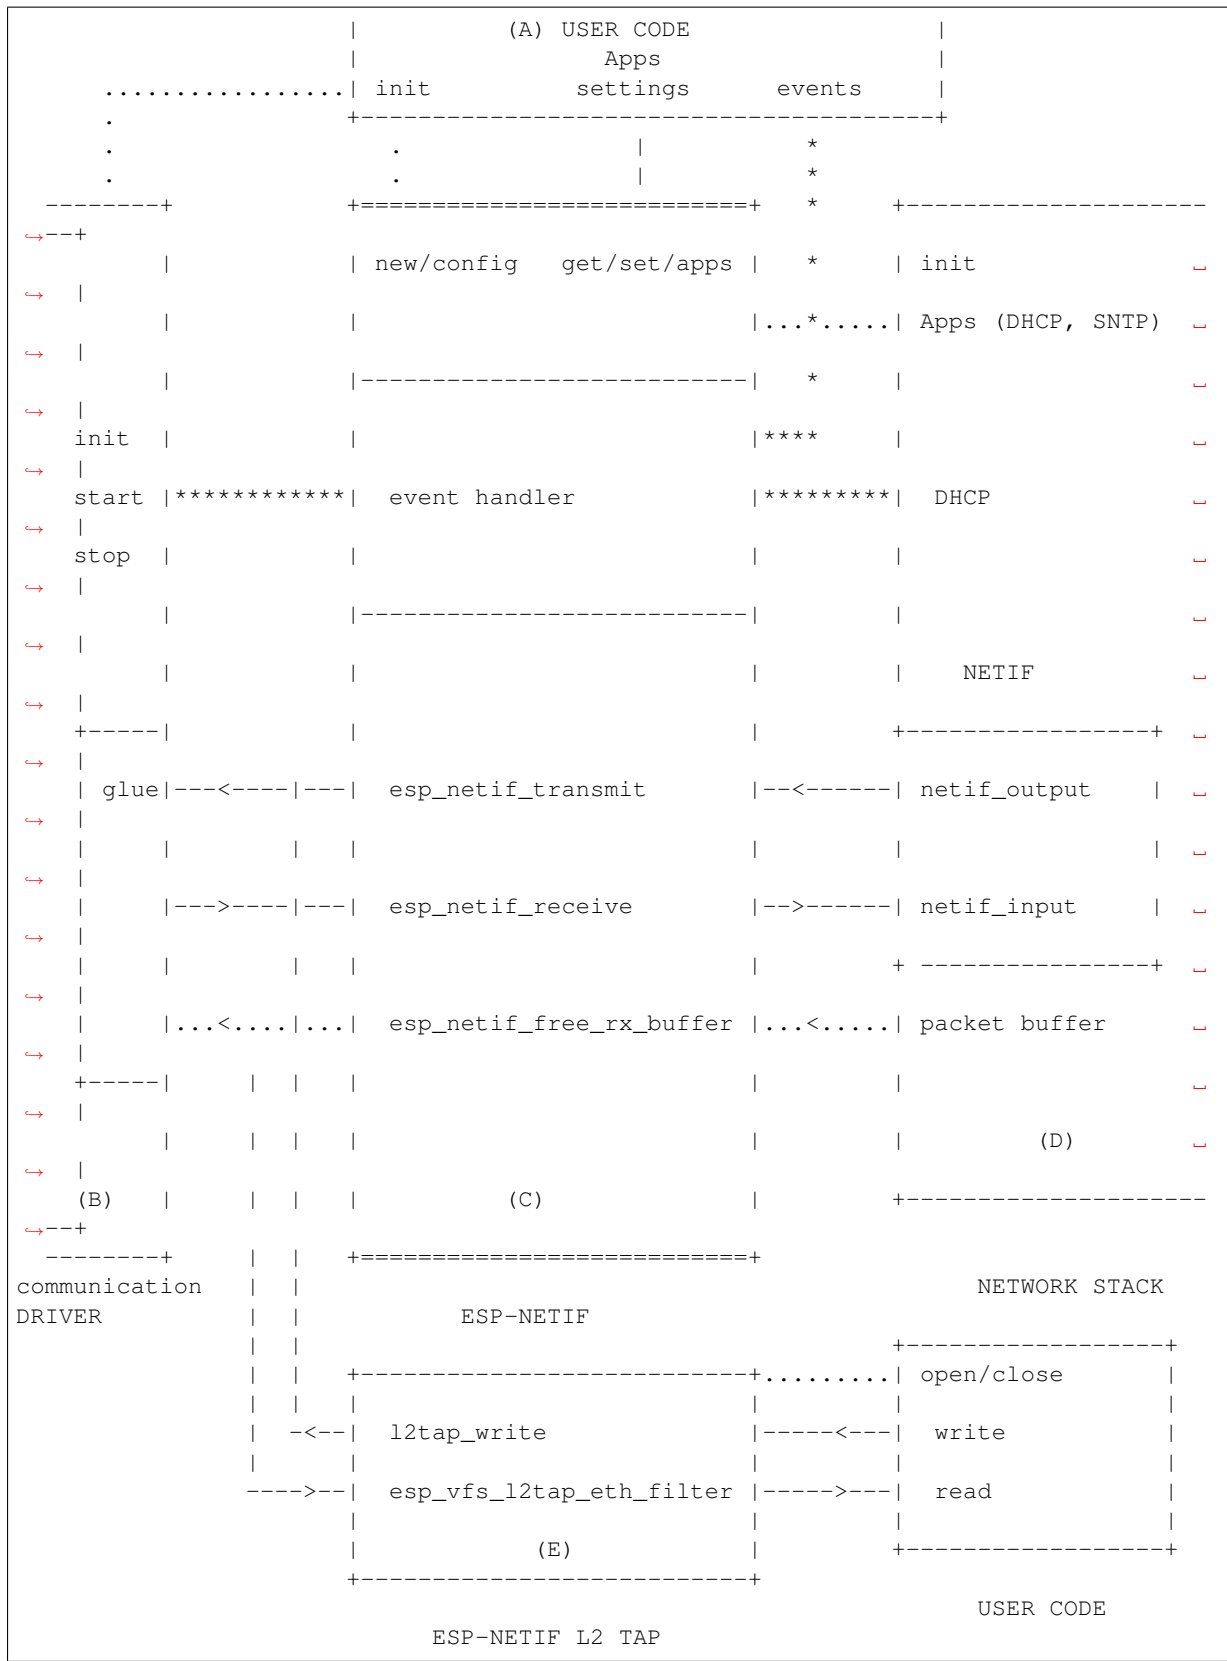 |          (A) USER CODE                 |
                        |                 Apps                   |
       .................| init          settings      events     |
       .                +----------------------------------------+
       .                   .                |           *
       .                   .                |           *
   --------+            +===========================+   *     +---------------------
↪--+
           |            | new/config   get/set/apps |   *     | init               ␣
↪  |
           |            |                           |...*.....| Apps (DHCP, SNTP)  ␣
↪  |
           |            |---------------------------|   *     |                    ␣
↪  |
     init  |            |                           |****     |                    ␣
↪  |
     start |************|  event handler            |*********|  DHCP              ␣
↪  |
     stop  |            |                           |         |                    ␣
↪  |
           |            |---------------------------|         |                    ␣
↪  |
           |            |                           |         |    NETIF           ␣
↪  |
     +-----|            |                           |         +-----------------+  ␣
↪  |
     | glue|---<----|---|  esp_netif_transmit       |--<------| netif_output    |  ␣
↪  |
     |     |        |   |                           |         |                 |  ␣
↪  |
     |     |--->----|---|  esp_netif_receive        |-->------| netif_input     |  ␣
↪  |
     |     |        |   |                           |         + ----------------+  ␣
↪  |
     |     |...<....|...|  esp_netif_free_rx_buffer |...<.....| packet buffer      ␣
↪  |
     +-----|     |  |   |                           |         |                    ␣
↪  |
           |     |  |   |                           |         |         (D)        ␣
↪  |
     (B)   |     |  |   |          (C)              |         +---------------------
↪--+
   --------+     |  |   +===========================+
 communication   |  |                                               NETWORK STACK
 DRIVER          |  |           ESP-NETIF
                 |  |                                         +------------------+
                 |  |   +---------------------------+.........| open/close       |
                 |  |   |                           |         |                  |
                 |  -<--|  l2tap_write              |-----<---|  write           |
                 |      |                           |         |                  |
                 ---->--|  esp_vfs_l2tap_eth_filter |----->---|  read            |
                        |                           |         |                  |
                        |            (E)            |         +------------------+
                        +---------------------------+
                                                                    USER CODE
                              ESP-NETIF L2 TAP